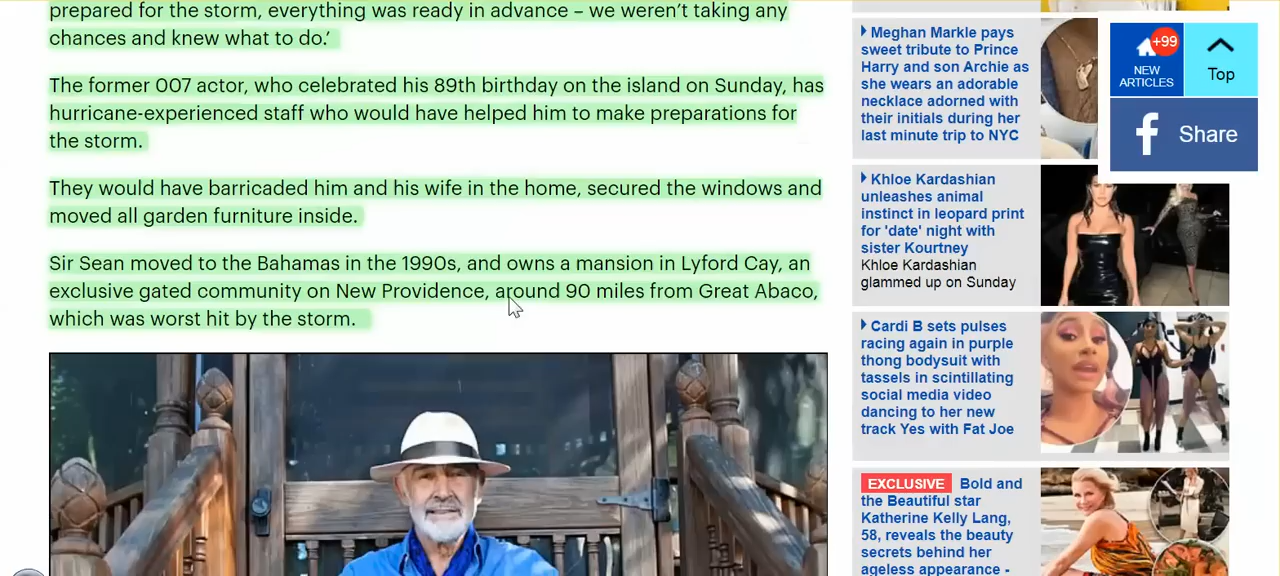 prepared for the storm, everything was ready in advance – we weren’t taking any
chances and knew what to do.’
The former 007 actor, who celebrated his 89th birthday on the island on Sunday, has
hurricane-experienced staff who would have helped him to make preparations for
the storm.
They would have barricaded him and his wife in the home, secured the windows and
moved all garden furniture inside.
Sir Sean moved to the Bahamas in the 1990s, and owns a mansion in Lyford Cay, an
exclusive gated community on New Providence, around 90 miles from Great Abaco,
which was worst hit by the storm.
Meghan Markle pays
sweet tribute to Prince
Harry and son Archie as
she wears an adorable
necklace adorned with
their initials during her
last minute trip to NYC
Khloe Kardashian
unleashes animal
instinct in leopard print
for 'date' night with
sister Kourtney
Khloe Kardashian
glammed up on Sunday
Cardi B sets pulses
racing again in purple
thong bodysuit with
tassels in scintillating
social media video
dancing to her new
track Yes with Fat Joe
EXCLUSIVE Bold and
the Beautiful star
Katherine Kelly Lang,
58, reveals the beauty
secrets behind her
ageless appearance -
+99
NEW
ARTICLES
Top
f Share